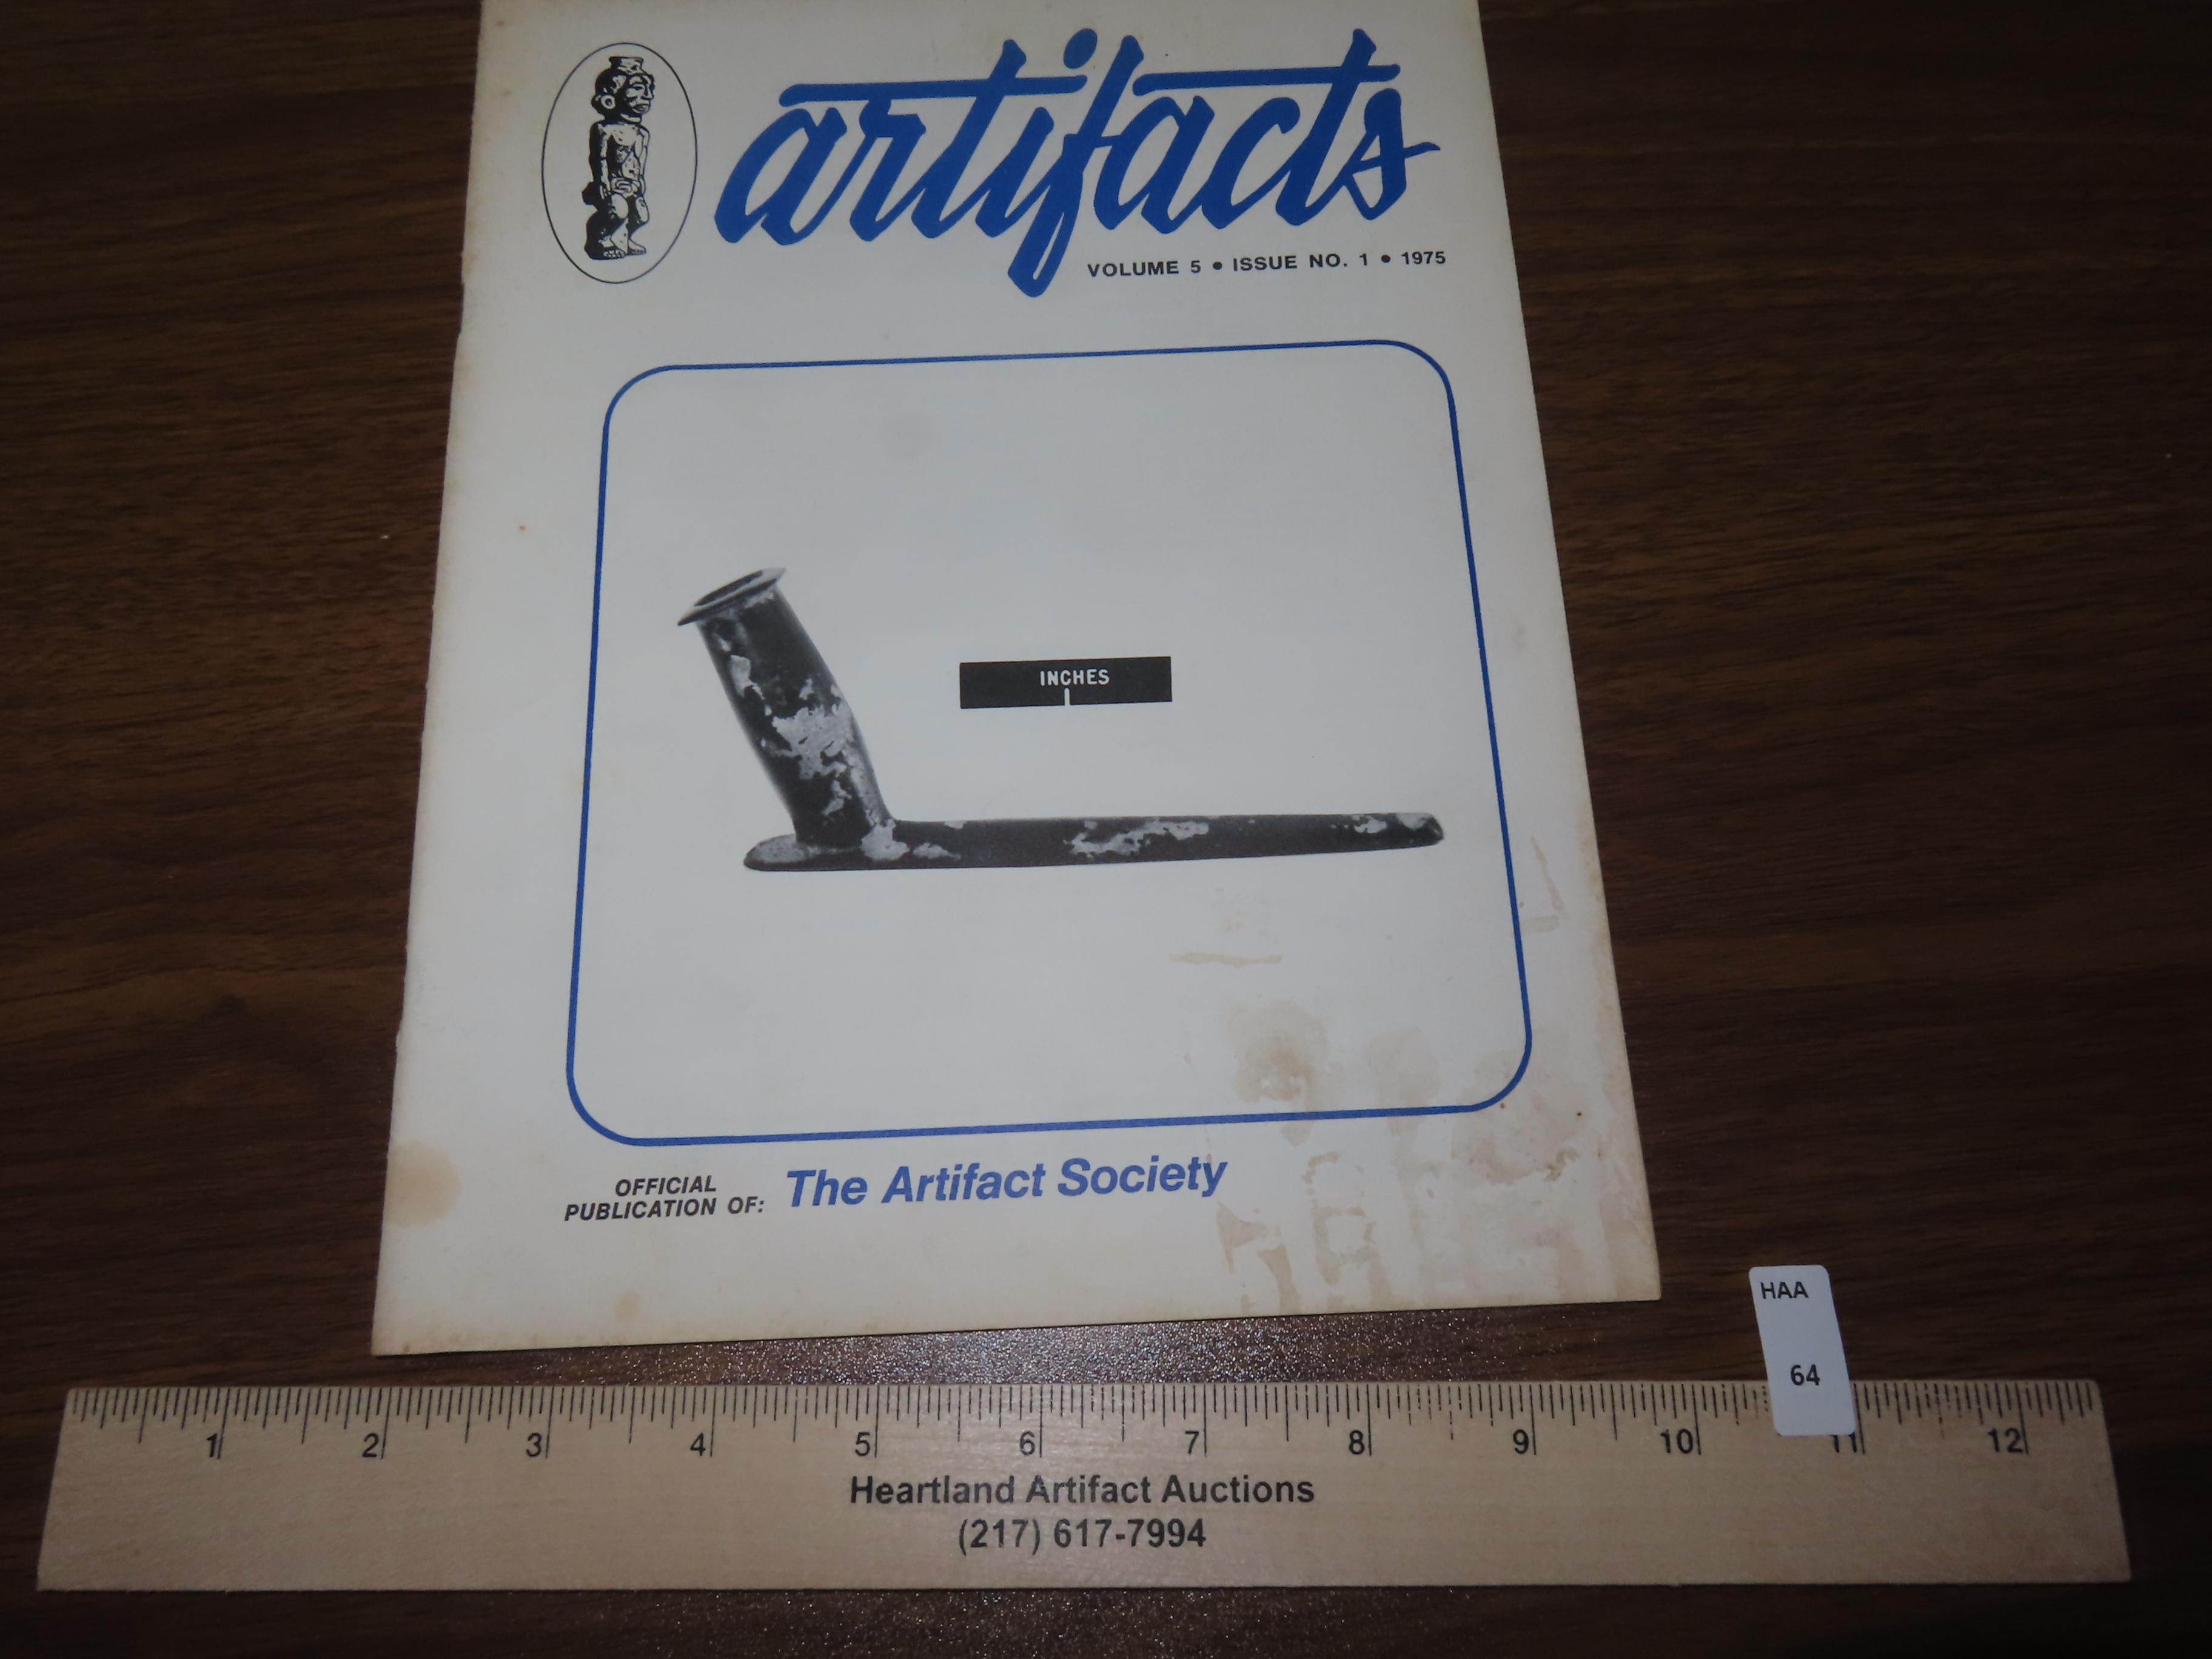 artifacts
VOLUME 5 • ISSUE NO. 1 • 1975
INCHES
OFFICIAL
PUBLICATION OF: The Artifact Society
HAA
64
1 2 3 4 5 6 7 8 9 10 11 12
Heartland Artifact Auctions
(217) 617-7994